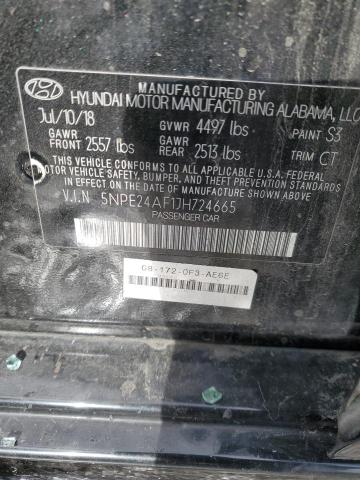 MANUFACTURED BY
HYUNDAI MOTOR MANUFACTURING ALABAMA, LLC
Jul/10/18 GVWR 4497 lbs PAINT S3
GAWR FRONT 2557 lbs GAWR REAR 2513 lbs TRIM CT
THIS VEHICLE CONFORMS TO ALL APPLICABLE FEDERAL
MOTOR VEHICLE SAFETY, BUMPER, AND THEFT PREVENTION STANDARDS
IN EFFECT ON THE DATE OF MANUFACTURE SHOWN ABOVE.
V.I.N 5NPE24AF1JH724665
PASSENGER CAR
G8-172-0F3-AE6E